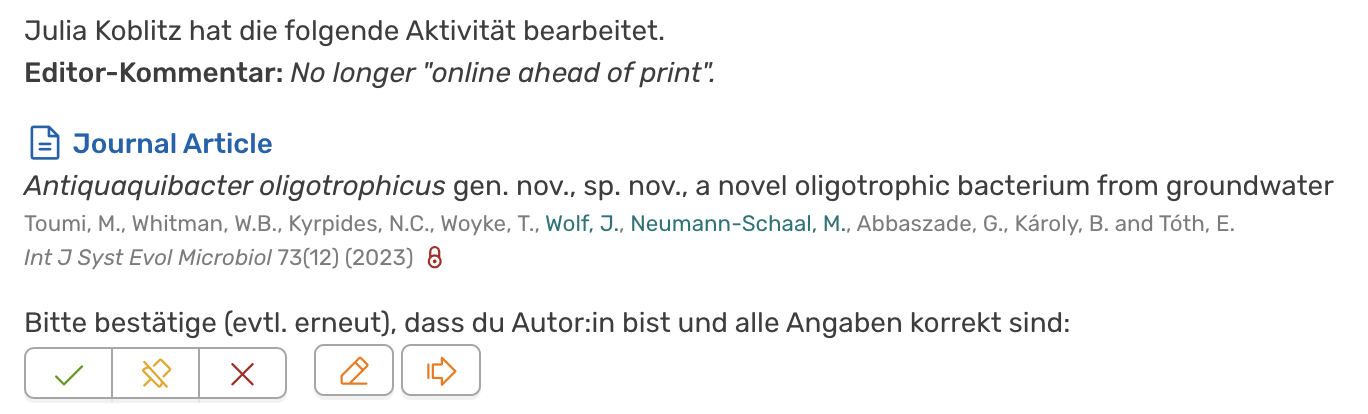 Julia Koblitz hat die folgende Aktivität bearbeitet.
Editor-Kommentar: No longer "online ahead of print".
Journal Article
Antiquaquibacter oligotrophicus gen. nov., sp. nov., a novel oligotrophic bacterium from groundwater
Toumi, M., Whitman, W.B., Kyrpides, N.C., Woyke, T., Wolf, J., Neumann-Schaal, M., Abbaszade, G., Károly, B. and Tóth, E.
Int J Syst Evol Microbiol 73(12) (2023)
Bitte bestätige (evtl. erneut), dass du Autor:in bist und alle Angaben korrekt sind: